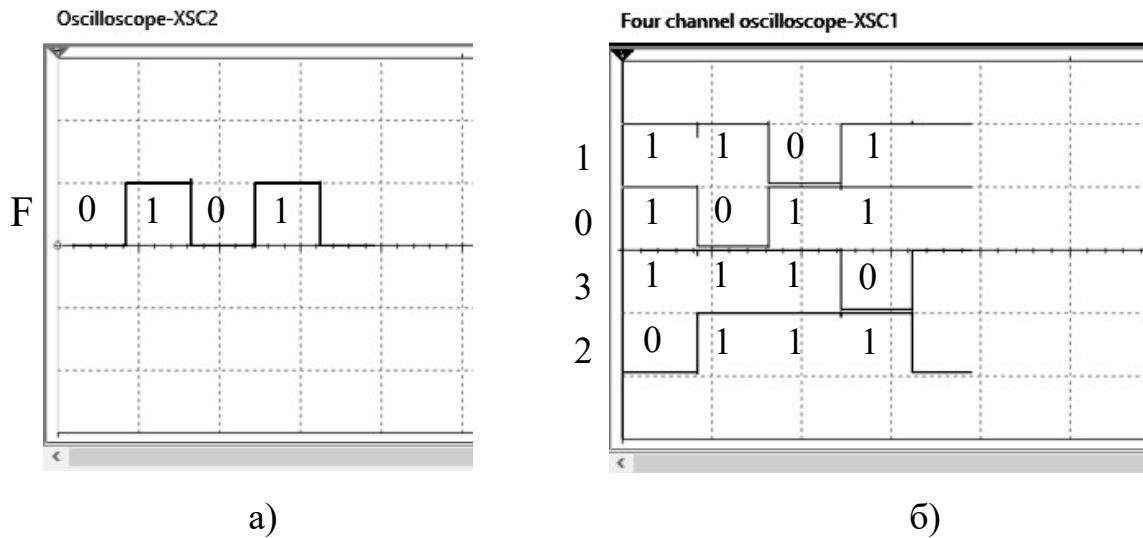 Oscilloscope-XSC2
F 0 1 0 1
<
а)
Four channel oscilloscope-XSC1
1 1 1 0 1
0 1 0 1 1
3 1 1 1 0
2 0 1 1 1
<
б)